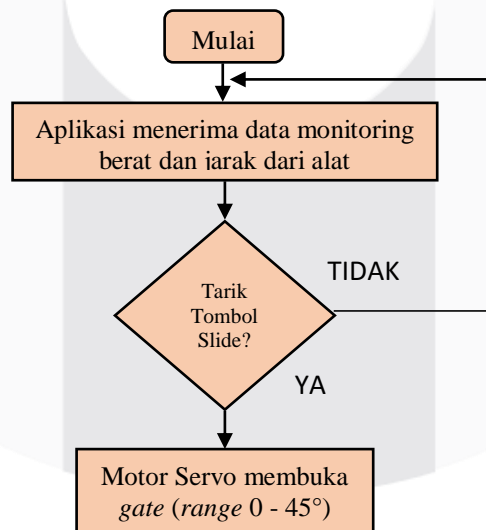 Mulai
Aplikasi menerima data monitoring
berat dan jarak dari alat
Tarik
Tombol
Slide?
TIDAK
YA
Motor Servo membuka
gate (range 0 - 45°)